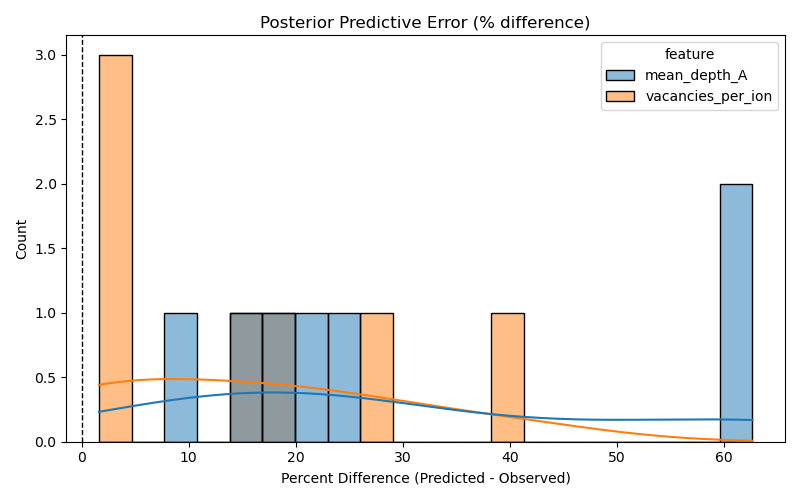 Posterior Predictive Error (% difference)
feature
mean_depth_A
vacancies_per_ion
3.0
2.5
2.0
1.5
1.0
0.5
0.0
Count
0 10 20 30 40 50 60
Percent Difference (Predicted - Observed)